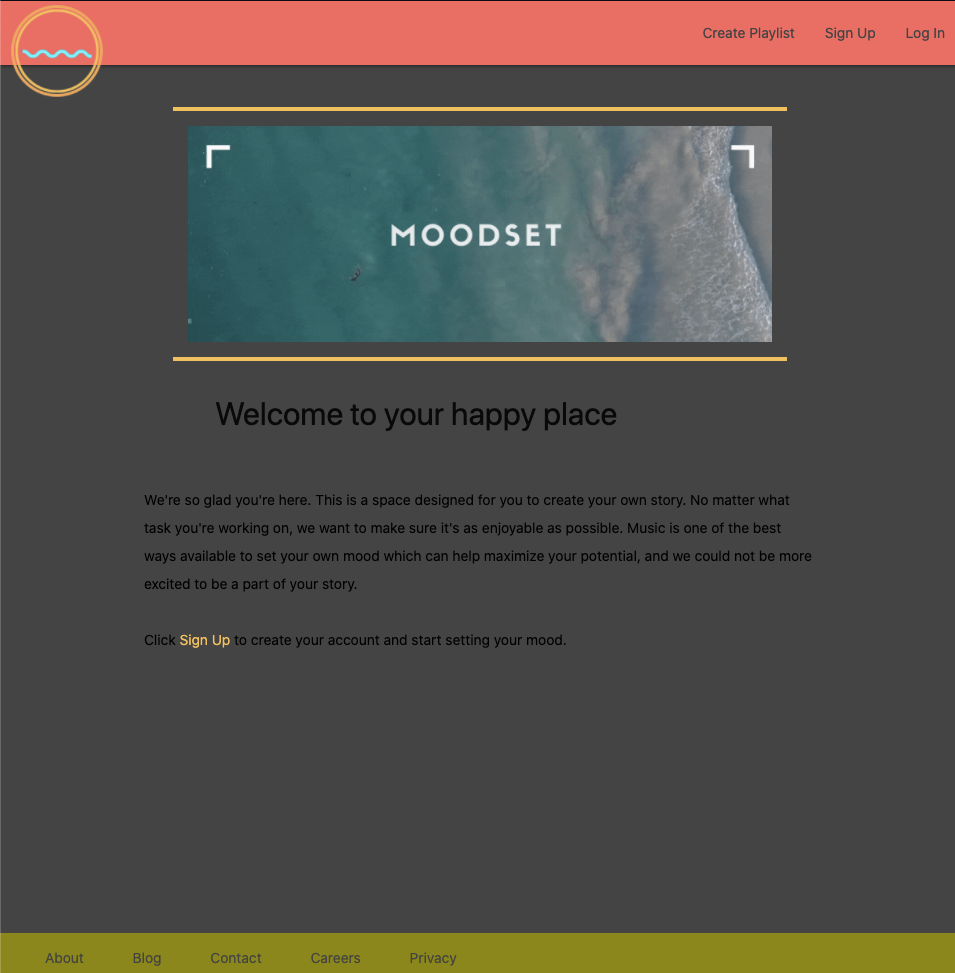 Create Playlist Sign Up Log In
MOODSET
Welcome to your happy place
We're so glad you're here. This is a space designed for you to create your own story. No matter what
task you're working on, we want to make sure it's as enjoyable as possible. Music is one of the best
ways available to set your own mood which can help maximize your potential, and we could not be more
excited to be a part of your story.
Click Sign Up to create your account and start setting your mood.
About Blog Contact Careers Privacy